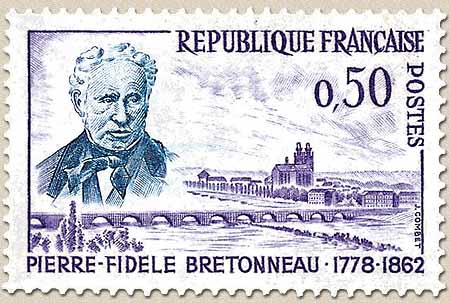 REPUBLIQUE FRANÇAISE
0,50
POSTES
J. COMBET
PIERRE-FIDELE BRETONNEAU · 1778-1862